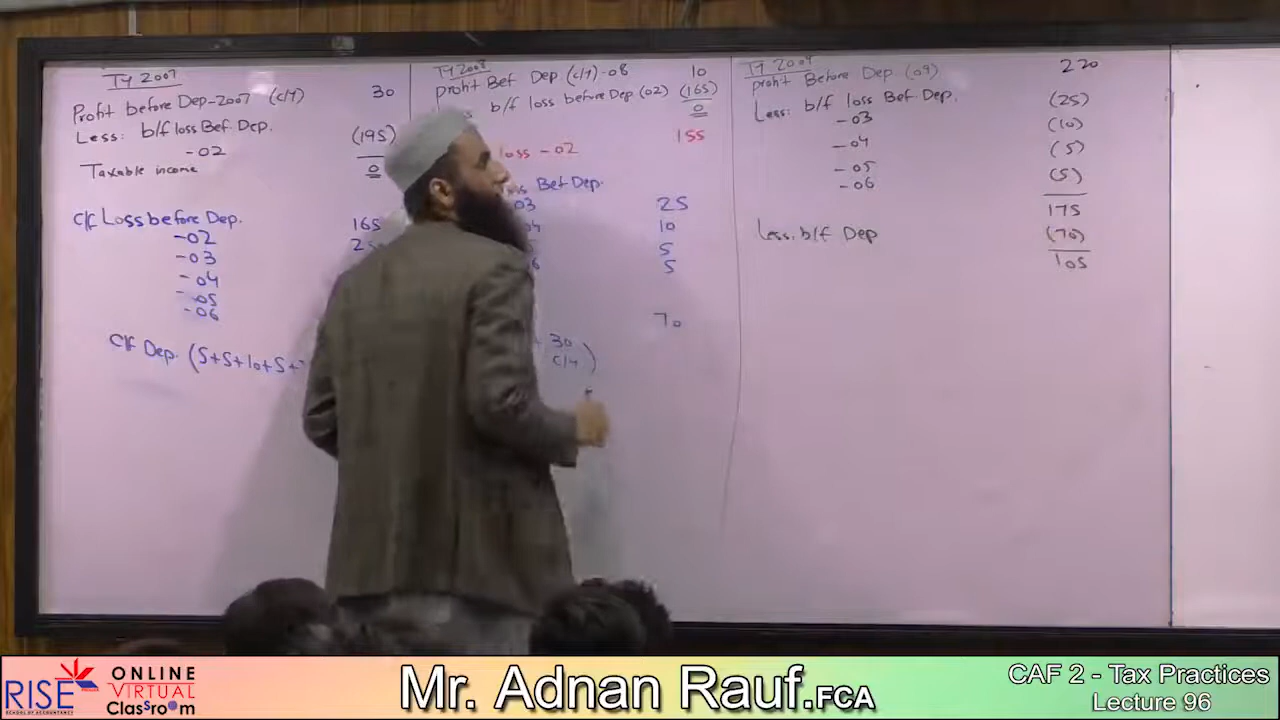 TY 2007
Profit before Dep-2007 (c/y) 30
Less: b/f loss Bef. Dep.
-02 (195)
Taxable income 0
C/f Loss before Dep.
-02 165
-03
-04
-05
-06
C/f Dep. (5+5+10+5+
TY 2008
profit Bef Dep (c/y)-08 10
b/f loss before Dep (02) (165)
0
loss -02 155
Bef Dep.
03 25
10
5
5
70
30
c/y)
TY 2009
profit Before Dep (09) 220
Less: b/f loss Bef Dep.
-03 (25)
-04 (10)
-05 (5)
-06 (5)
175
Less. b/f Dep (70)
105
RISE
SCHOOL OF ACCOUNTANCY
ONLINE
VIRTUAL
Classroom
Mr. Adnan Rauf.FCA
CAF 2 - Tax Practices
Lecture 96